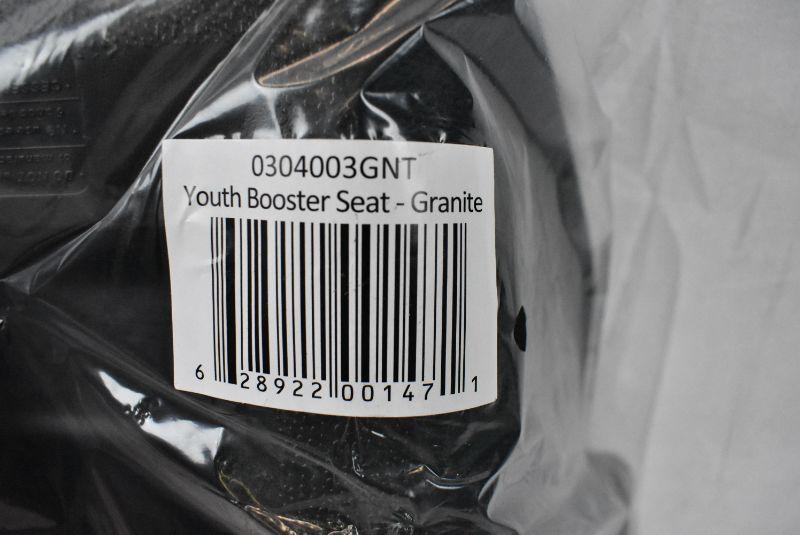 0304003GNT
Youth Booster Seat - Granite
6 28922 00147 1